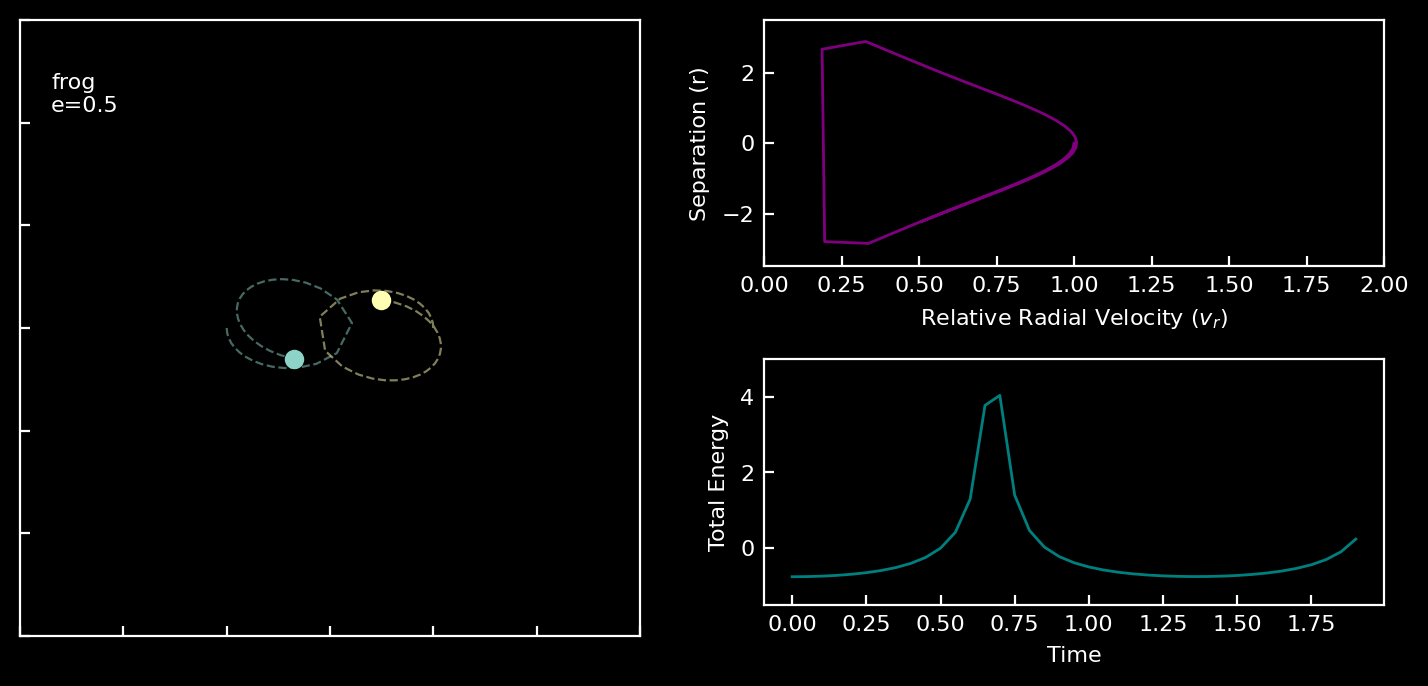 frog
e=0.5
Separation (r)
2
0
−2
0.00 0.25 0.50 0.75 1.00 1.25 1.50 1.75 2.00
Relative Radial Velocity (vᵣ)
Total Energy
4
2
0
0.00 0.25 0.50 0.75 1.00 1.25 1.50 1.75
Time